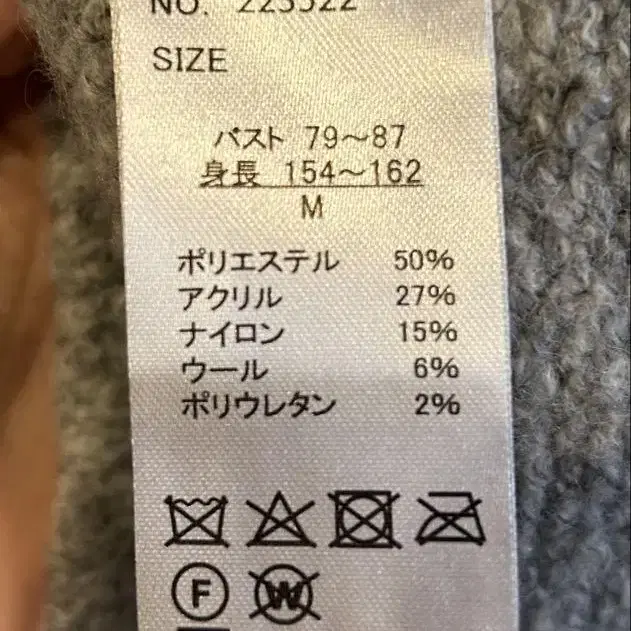 NO. 223522
SIZE
バスト 79～87
身長 154～162
M
ポリエステル 50%
アクリル 27%
ナイロン 15%
ウール 6%
ポリウレタン 2%
F W